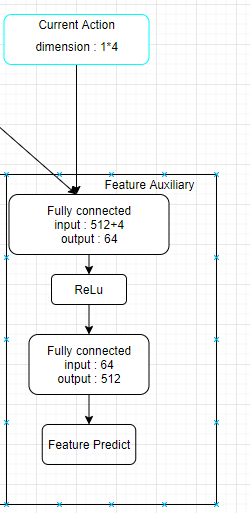 Current Action
dimension : 1*4
Feature Auxiliary
Fully connected
input : 512+4
output : 64
ReLu
Fully connected
input : 64
output : 512
Feature Predict